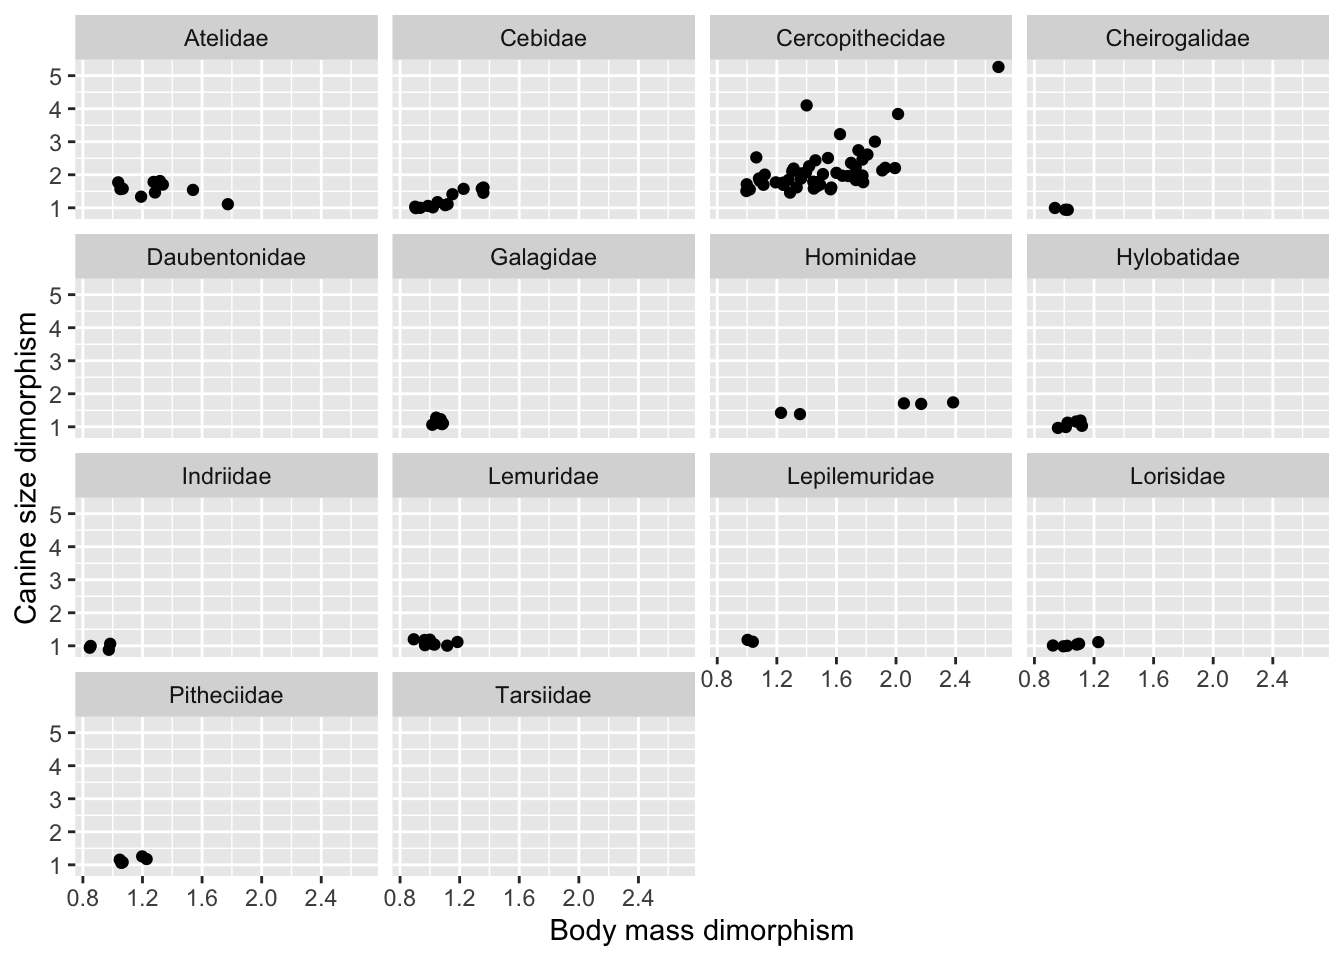 Atelidae
Cebidae
Cercopithecidae
Cheirogalidae
5
4
3
2
1
Daubentonidae
Galagidae
Hominidae
Hylobatidae
5
4
3
2
1
Indriidae
Lemuridae
Lepilemuridae
Lorisidae
5
4
3
2
1
0.8 1.2 1.6 2.0 2.4
0.8 1.2 1.6 2.0 2.4
Pitheciidae
Tarsiidae
5
4
3
2
1
0.8 1.2 1.6 2.0 2.4
0.8 1.2 1.6 2.0 2.4
Body mass dimorphism
Canine size dimorphism